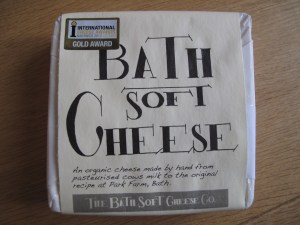 INTERNATIONAL
GOLD AWARD
BATH
SOFT
CHEESE
An organic cheese made by hand from
pasteurised cows milk to the original
recipe at Park Farm, Bath.
THE BATH SOFT CHEESE CO.